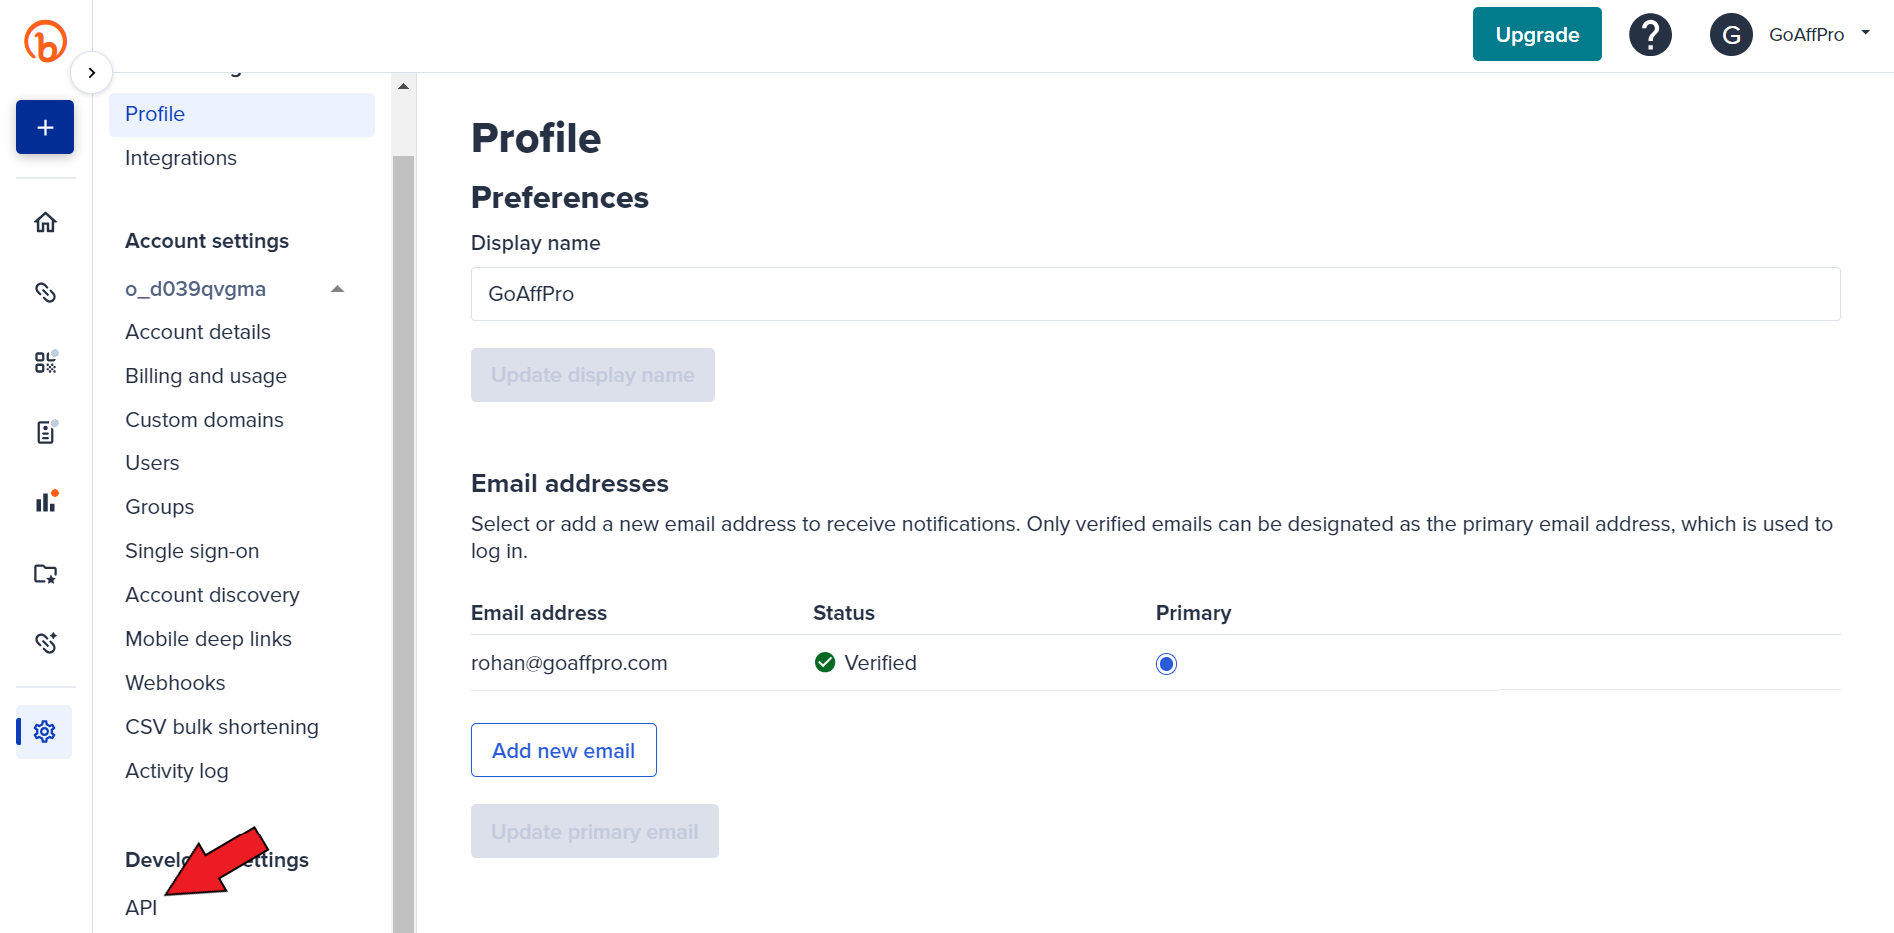 Upgrade
?
G
GoAffPro
Profile
Integrations
Account settings
o_d039qvgma
Account details
Billing and usage
Custom domains
Users
Groups
Single sign-on
Account discovery
Mobile deep links
Webhooks
CSV bulk shortening
Activity log
API
Profile
Preferences
Display name
GoAffPro
Update display name
Email addresses
Select or add a new email address to receive notifications. Only verified emails can be designated as the primary email address, which is used to
log in.
Email address Status Primary
rohan@goaffpro.com Verified
Add new email
Update primary email